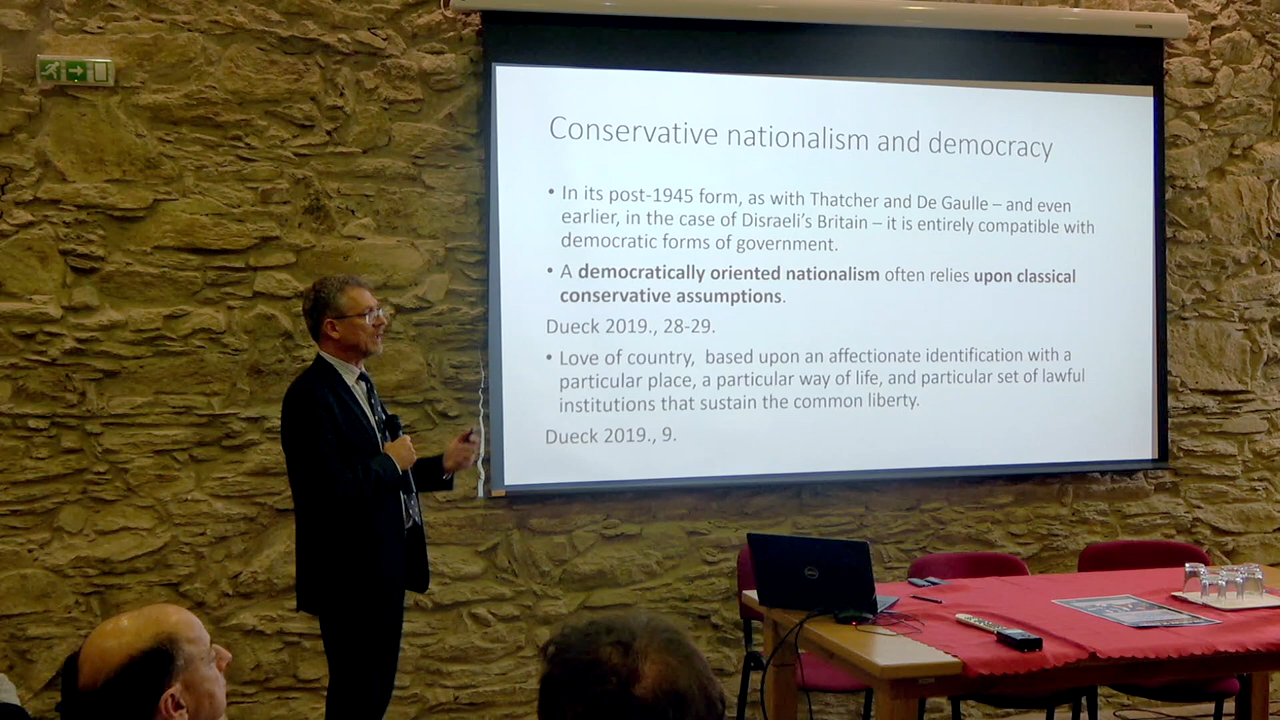 Conservative nationalism and democracy
• In its post-1945 form, as with Thatcher and De Gaulle – and even
earlier, in the case of Disraeli's Britain – it is entirely compatible with
democratic forms of government.
• A democratically oriented nationalism often relies upon classical
conservative assumptions.
Dueck 2019., 28-29.
• Love of country,  based upon an affectionate identification with a
particular place, a particular way of life, and particular set of lawful
institutions that sustain the common liberty.
Dueck 2019., 9.
DELL